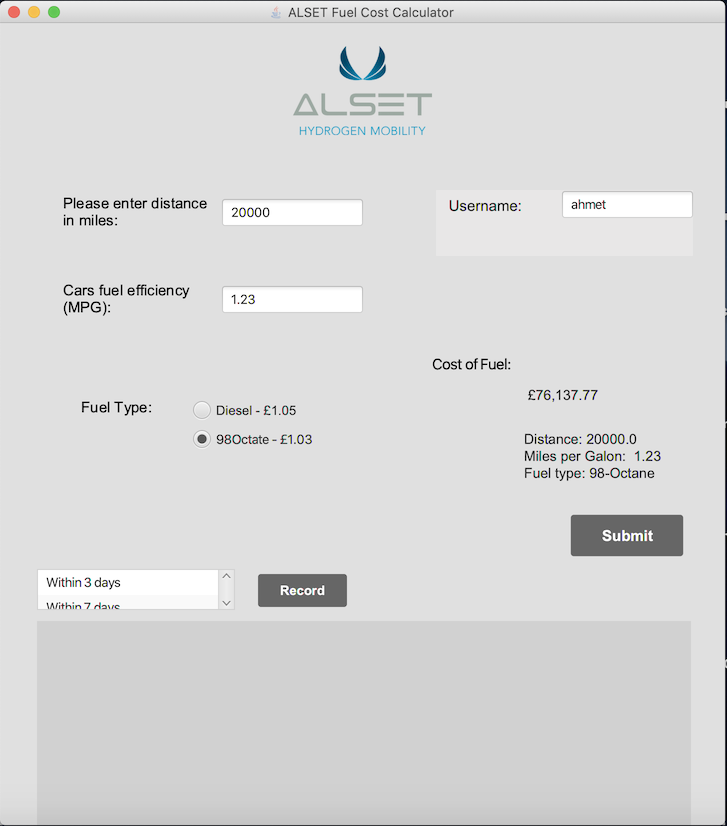 ALSET Fuel Cost Calculator
ALSET
HYDROGEN MOBILITY
Please enter distance
in miles:
20000
Username:
ahmet
Cars fuel efficiency
(MPG):
1.23
Cost of Fuel:
£76,137.77
Fuel Type:
Diesel - £1.05
98Octate - £1.03
Distance: 20000.0
Miles per Galon:  1.23
Fuel type: 98-Octane
Submit
Within 3 days
Within 7 days
Record